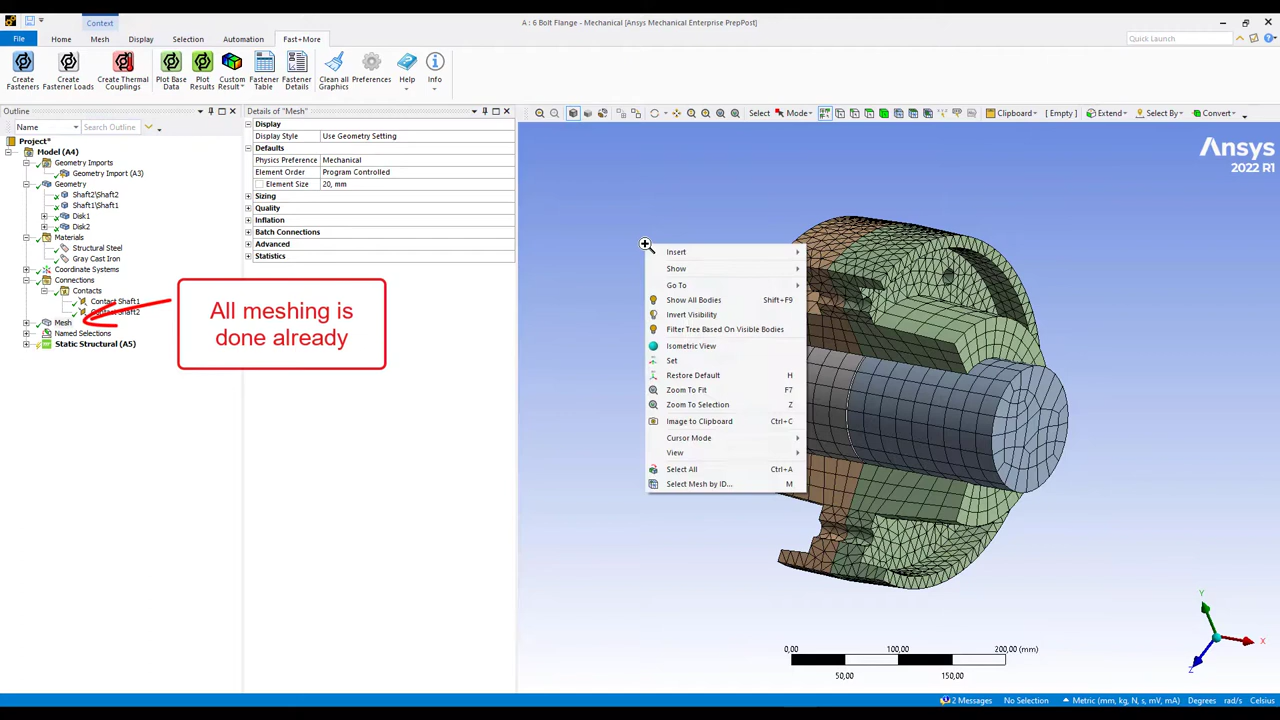 A : 6 Bolt Flange - Mechanical [Ansys Mechanical Enterprise PrepPost]
Context
File Home Mesh Display Selection Automation Fast+More
Quick Launch
Create Fasteners
Create Fastener Loads
Create Thermal Couplings
Plot Base Data
Plot Results
Custom Result
Fastener Table
Fastener Details
Clean all Graphics
Preferences
Help
Info
Outline
Name
Search Outline
Project*
Model (A4)
Geometry Imports
Geometry Import (A3)
Geometry
Shaft2\Shaft2
Shaft1\Shaft1
Disk1
Disk2
Materials
Structural Steel
Gray Cast Iron
Coordinate Systems
Connections
Contacts
Contact Shaft1
Contact Shaft2
Mesh
Named Selections
Static Structural (A5)
All meshing is
done already
Details of "Mesh"
Display
Display Style Use Geometry Setting
Defaults
Physics Preference Mechanical
Element Order Program Controlled
Element Size 20, mm
Sizing
Quality
Inflation
Batch Connections
Advanced
Statistics
Select Mode Clipboard [ Empty ] Extend Select By Convert
Ansys
2022 R1
Insert
Show
Go To
Show All Bodies Shift+F9
Invert Visibility
Filter Tree Based On Visible Bodies
Isometric View
Set
Restore Default H
Zoom To Fit F7
Zoom To Selection Z
Image to Clipboard Ctrl+C
Cursor Mode
View
Select All Ctrl+A
Select Mesh by ID... M
Y
X
Z
0,00 100,00 200,00 (mm)
50,00 150,00
2 Messages No Selection Metric (mm, kg, N, s, mV, mA) Degrees rad/s Celsius